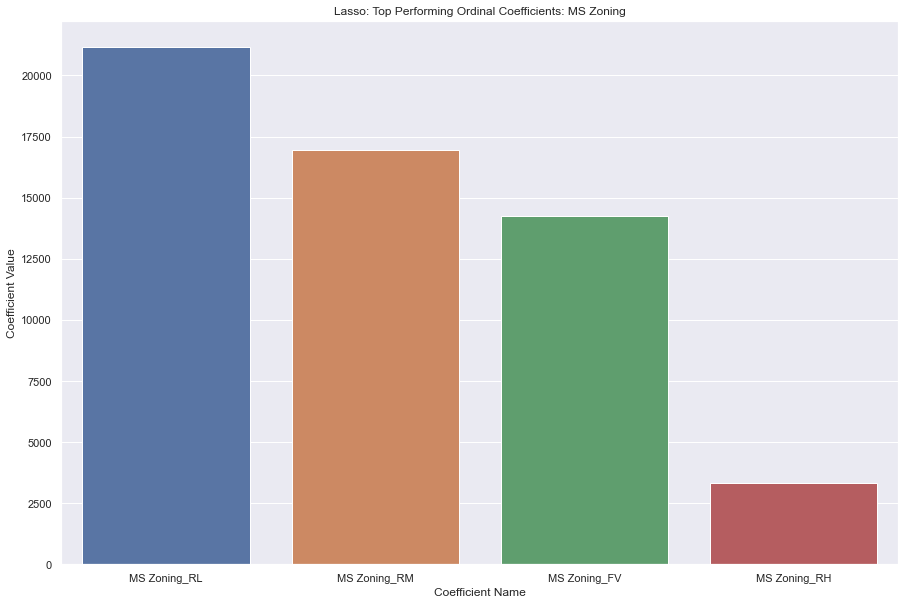 Lasso: Top Performing Ordinal Coefficients: MS Zoning
Coefficient Value
20000
17500
15000
12500
10000
7500
5000
2500
0
MS Zoning_RL
MS Zoning_RM
MS Zoning_FV
MS Zoning_RH
Coefficient Name